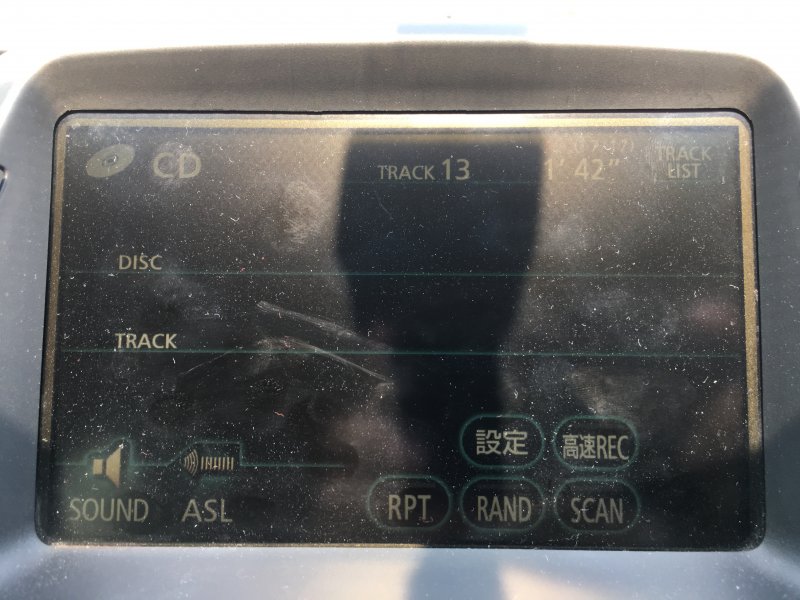 CD TRACK 13 1' 42" TRACK
LIST
DISC
TRACK
設定 高速REC
SOUND ASL RPT RAND SCAN